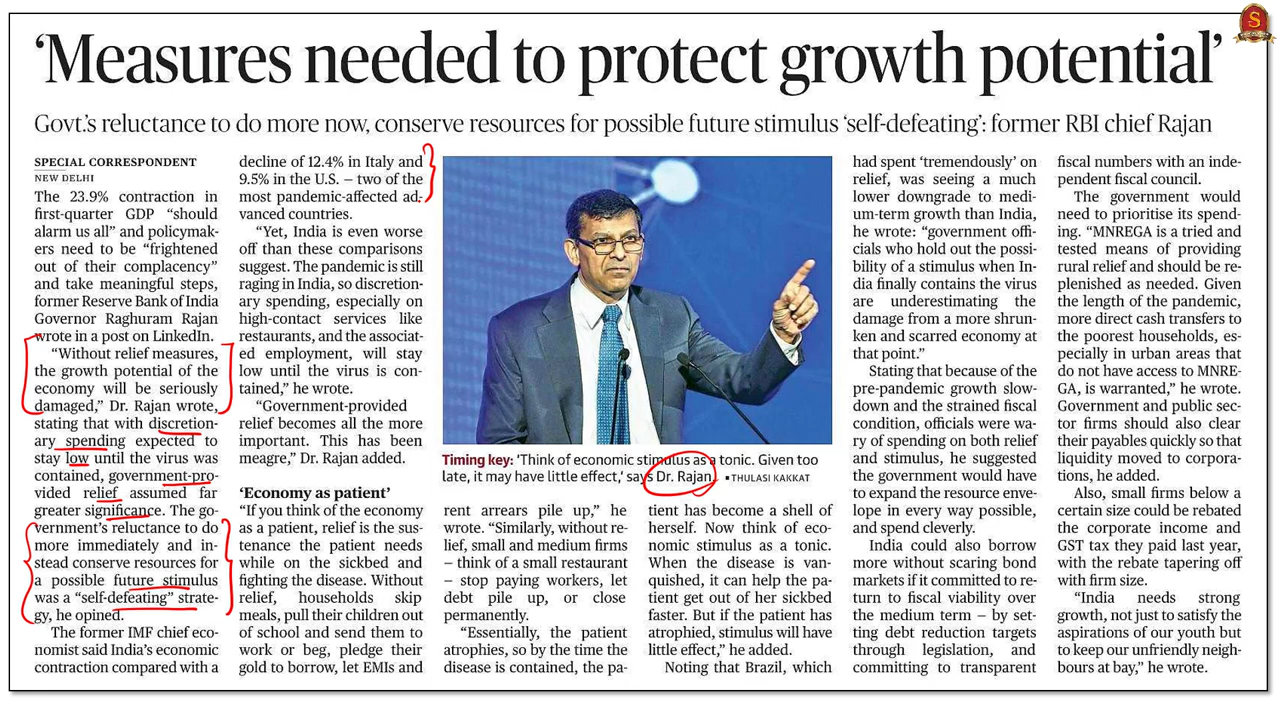 S
‘Measures needed to protect growth potential’
Govt.’s reluctance to do more now, conserve resources for possible future stimulus ‘self-defeating’: former RBI chief Rajan
SPECIAL CORRESPONDENT
NEW DELHI
The 23.9% contraction in
first-quarter GDP “should
alarm us all” and policymak-
ers need to be “frightened
out of their complacency”
and take meaningful steps,
former Reserve Bank of India
Governor Raghuram Rajan
wrote in a post on LinkedIn.
“Without relief measures,
the growth potential of the
economy will be seriously
damaged,” Dr. Rajan wrote,
stating that with discretion-
ary spending expected to
stay low until the virus was
contained, government-pro-
vided relief assumed far
greater significance. The go-
vernment’s reluctance to do
more immediately and in-
stead conserve resources for
a possible future stimulus
was a “self-defeating” strate-
gy, he opined.
The former IMF chief eco-
nomist said India’s economic
contraction compared with a
decline of 12.4% in Italy and
9.5% in the U.S. – two of the
most pandemic-affected ad-
vanced countries.
“Yet, India is even worse
off than these comparisons
suggest. The pandemic is still
raging in India, so discretion-
ary spending, especially on
high-contact services like
restaurants, and the associat-
ed employment, will stay
low until the virus is con-
tained,” he wrote.
“Government-provided
relief becomes all the more
important. This has been
meagre,” Dr. Rajan added.
‘Economy as patient’
“If you think of the economy
as a patient, relief is the sus-
tenance the patient needs
while on the sickbed and
fighting the disease. Without
relief, households skip
meals, pull their children out
of school and send them to
work or beg, pledge their
gold to borrow, let EMIs and
Timing key: ‘Think of economic stimulus as a tonic. Given too
late, it may have little effect,‘ says Dr. Rajan. ▪ THULASI KAKKAT
rent arrears pile up,” he
wrote. “Similarly, without re-
lief, small and medium firms
– think of a small restaurant
– stop paying workers, let
debt pile up, or close
permanently.
“Essentially, the patient
atrophies, so by the time the
disease is contained, the pa-
tient has become a shell of
herself. Now think of eco-
nomic stimulus as a tonic.
When the disease is van-
quished, it can help the pa-
tient get out of her sickbed
faster. But if the patient has
atrophied, stimulus will have
little effect,” he added.
Noting that Brazil, which
had spent ‘tremendously’ on
relief, was seeing a much
lower downgrade to medi-
um-term growth than India,
he wrote: “government offi-
cials who hold out the possi-
bility of a stimulus when In-
dia finally contains the virus
are underestimating the
damage from a more shrun-
ken and scarred economy at
that point.”
Stating that because of the
pre-pandemic growth slow-
down and the strained fiscal
condition, officials were wa-
ry of spending on both relief
and stimulus, he suggested
the government would have
to expand the resource enve-
lope in every way possible,
and spend cleverly.
India could also borrow
more without scaring bond
markets if it committed to re-
turn to fiscal viability over
the medium term – by set-
ting debt reduction targets
through legislation, and
committing to transparent
fiscal numbers with an inde-
pendent fiscal council.
The government would
need to prioritise its spend-
ing. “MNREGA is a tried and
tested means of providing
rural relief and should be re-
plenished as needed. Given
the length of the pandemic,
more direct cash transfers to
the poorest households, es-
pecially in urban areas that
do not have access to MNRE-
GA, is warranted,” he wrote.
Government and public sec-
tor firms should also clear
their payables quickly so that
liquidity moved to corpora-
tions, he added.
Also, small firms below a
certain size could be rebated
the corporate income and
GST tax they paid last year,
with the rebate tapering off
with firm size.
“India needs strong
growth, not just to satisfy the
aspirations of our youth but
to keep our unfriendly neigh-
bours at bay,” he wrote.